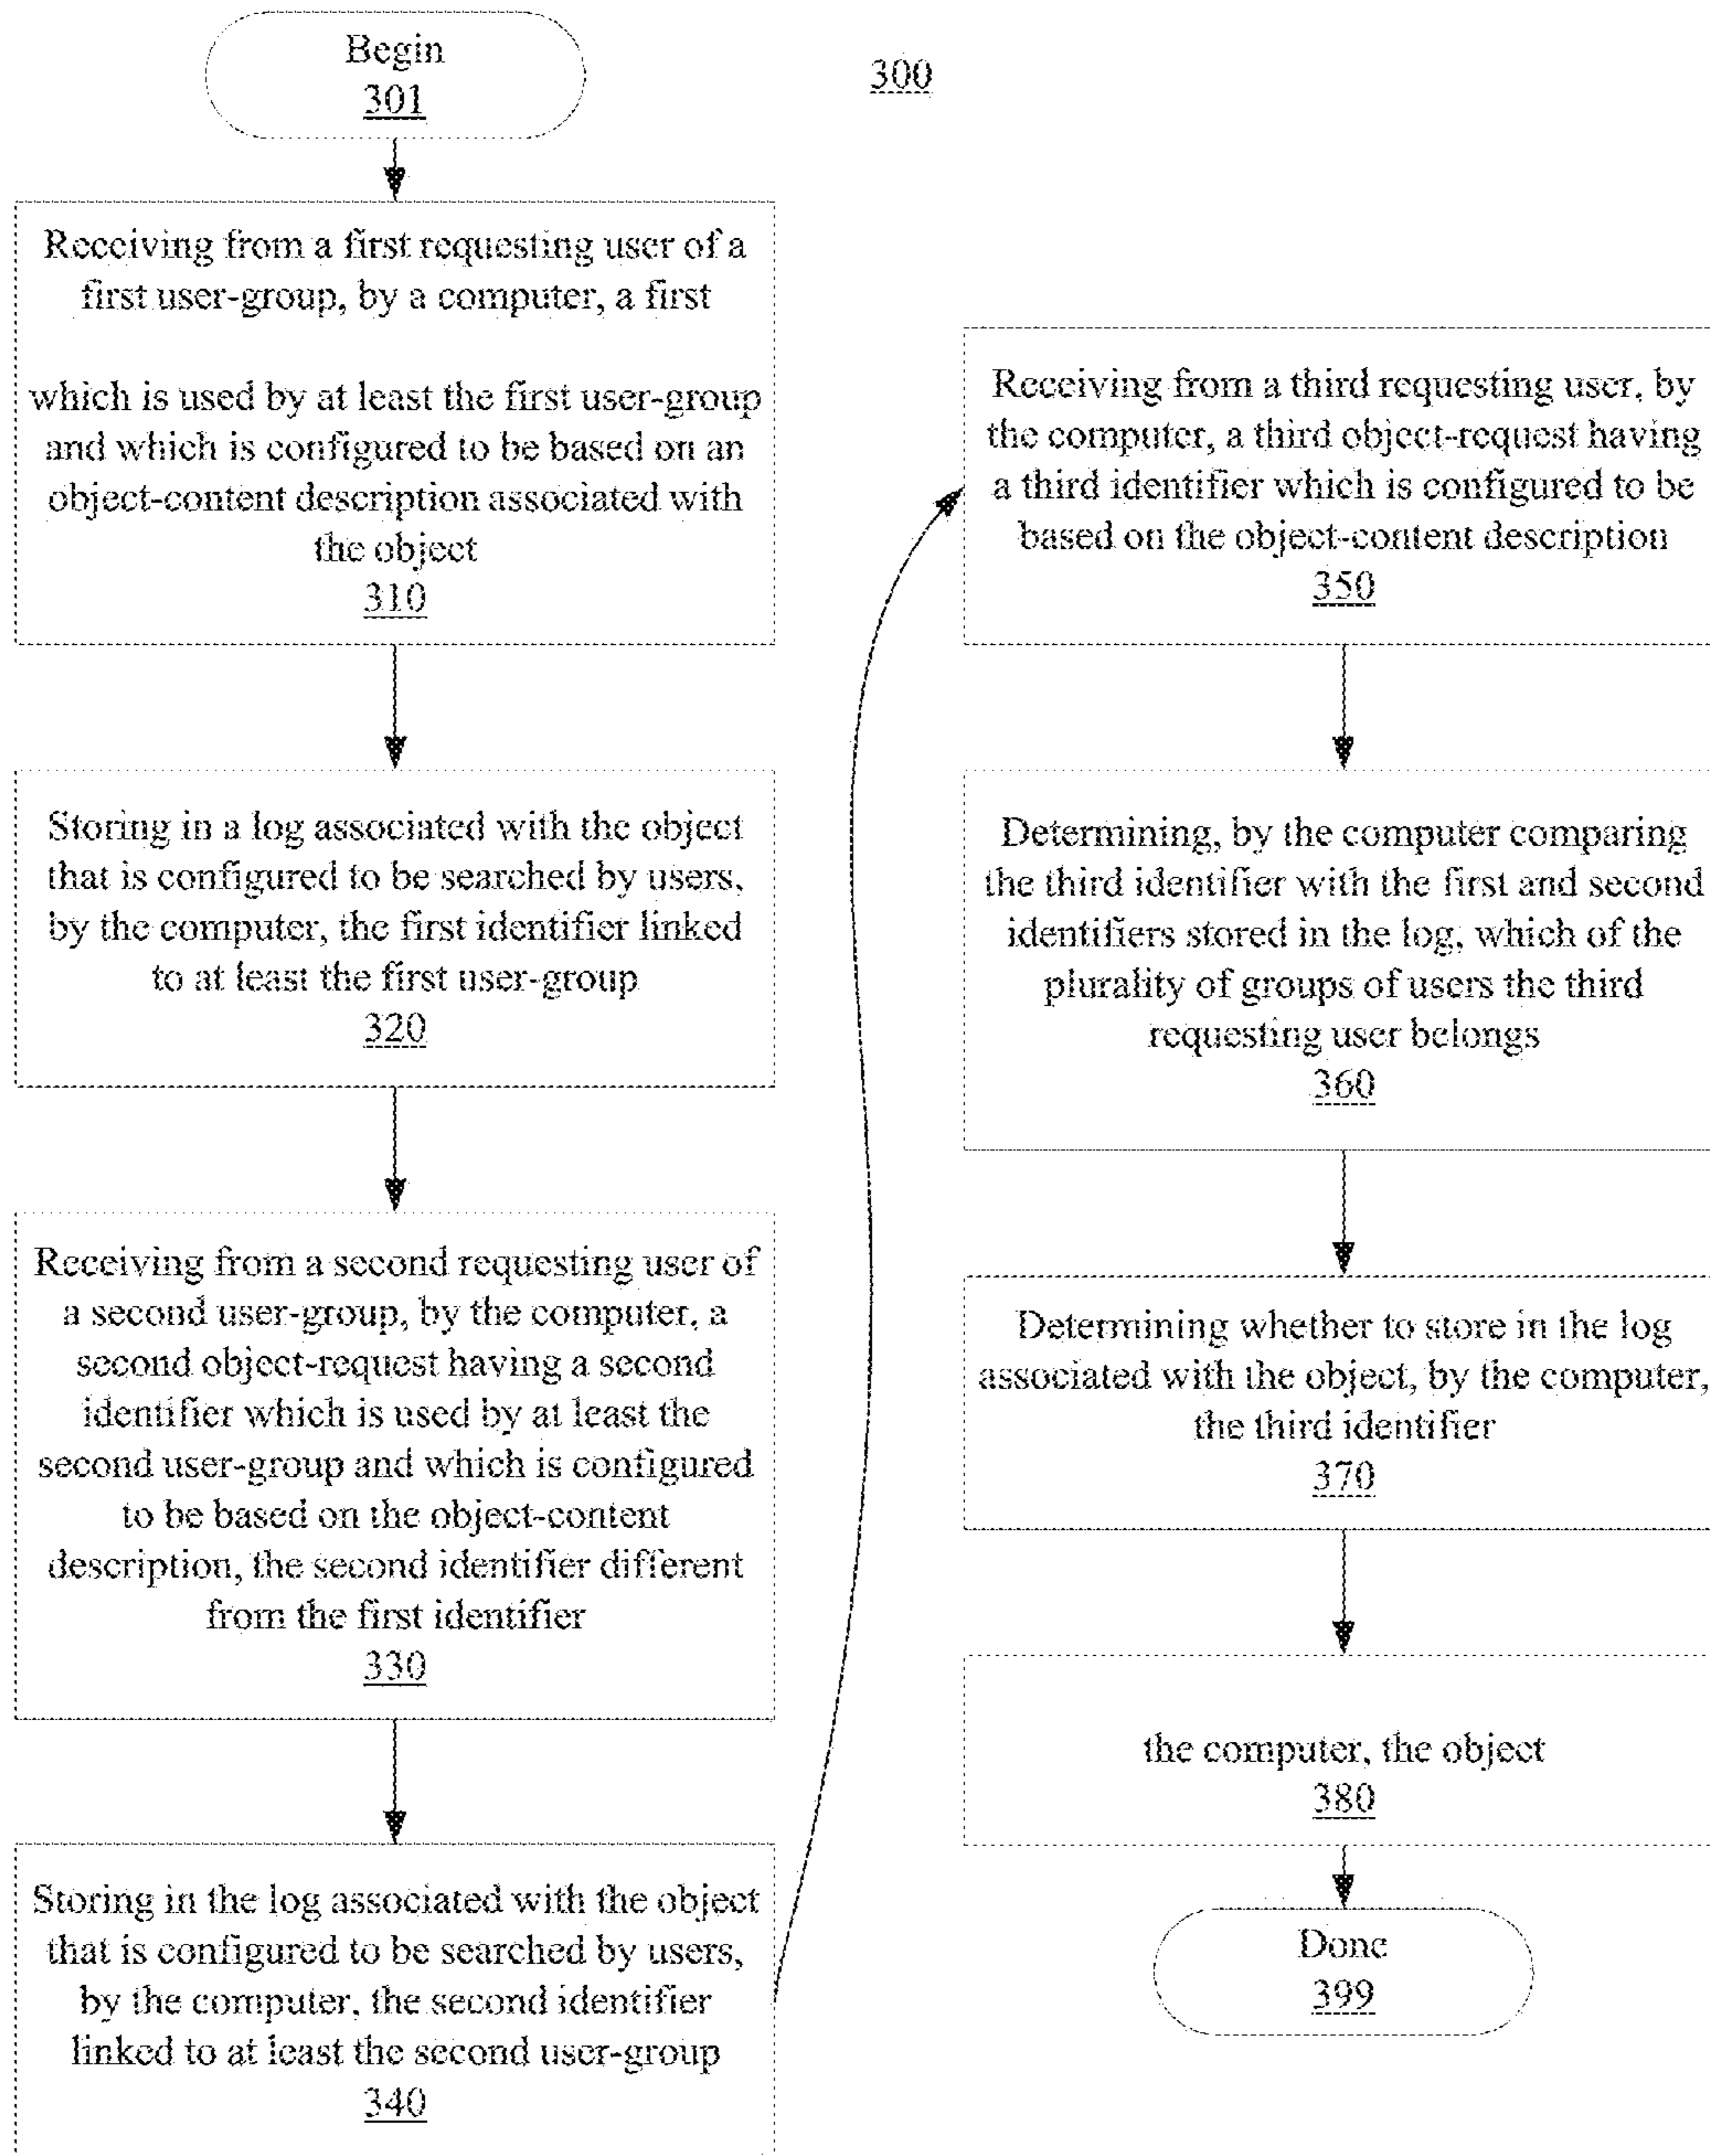 Begin
301
300
Receiving from a first requesting user of a
first user-group, by a computer, a first
which is used by at least the first user-group
and which is configured to be based on an
object-content description associated with
the object
310
Storing in a log associated with the object
that is configured to be searched by users,
by the computer, the first identifier linked
to at least the first user-group
320
Receiving from a second requesting user of
a second user-group, by the computer, a
second object-request having a second
identifier which is used by at least the
second user-group and which is configured
to be based on the object-content
description, the second identifier different
from the first identifier
330
Storing in the log associated with the object
that is configured to be searched by users,
by the computer, the second identifier
linked to at least the second user-group
340
Receiving from a third requesting user, by
the computer, a third object-request having
a third identifier which is configured to be
based on the object-content description
350
Determining, by the computer comparing
the third identifier with the first and second
identifiers stored in the log, which of the
plurality of groups of users the third
requesting user belongs
360
Determining whether to store in the log
associated with the object, by the computer,
the third identifier
370
the computer, the object
380
Done
399